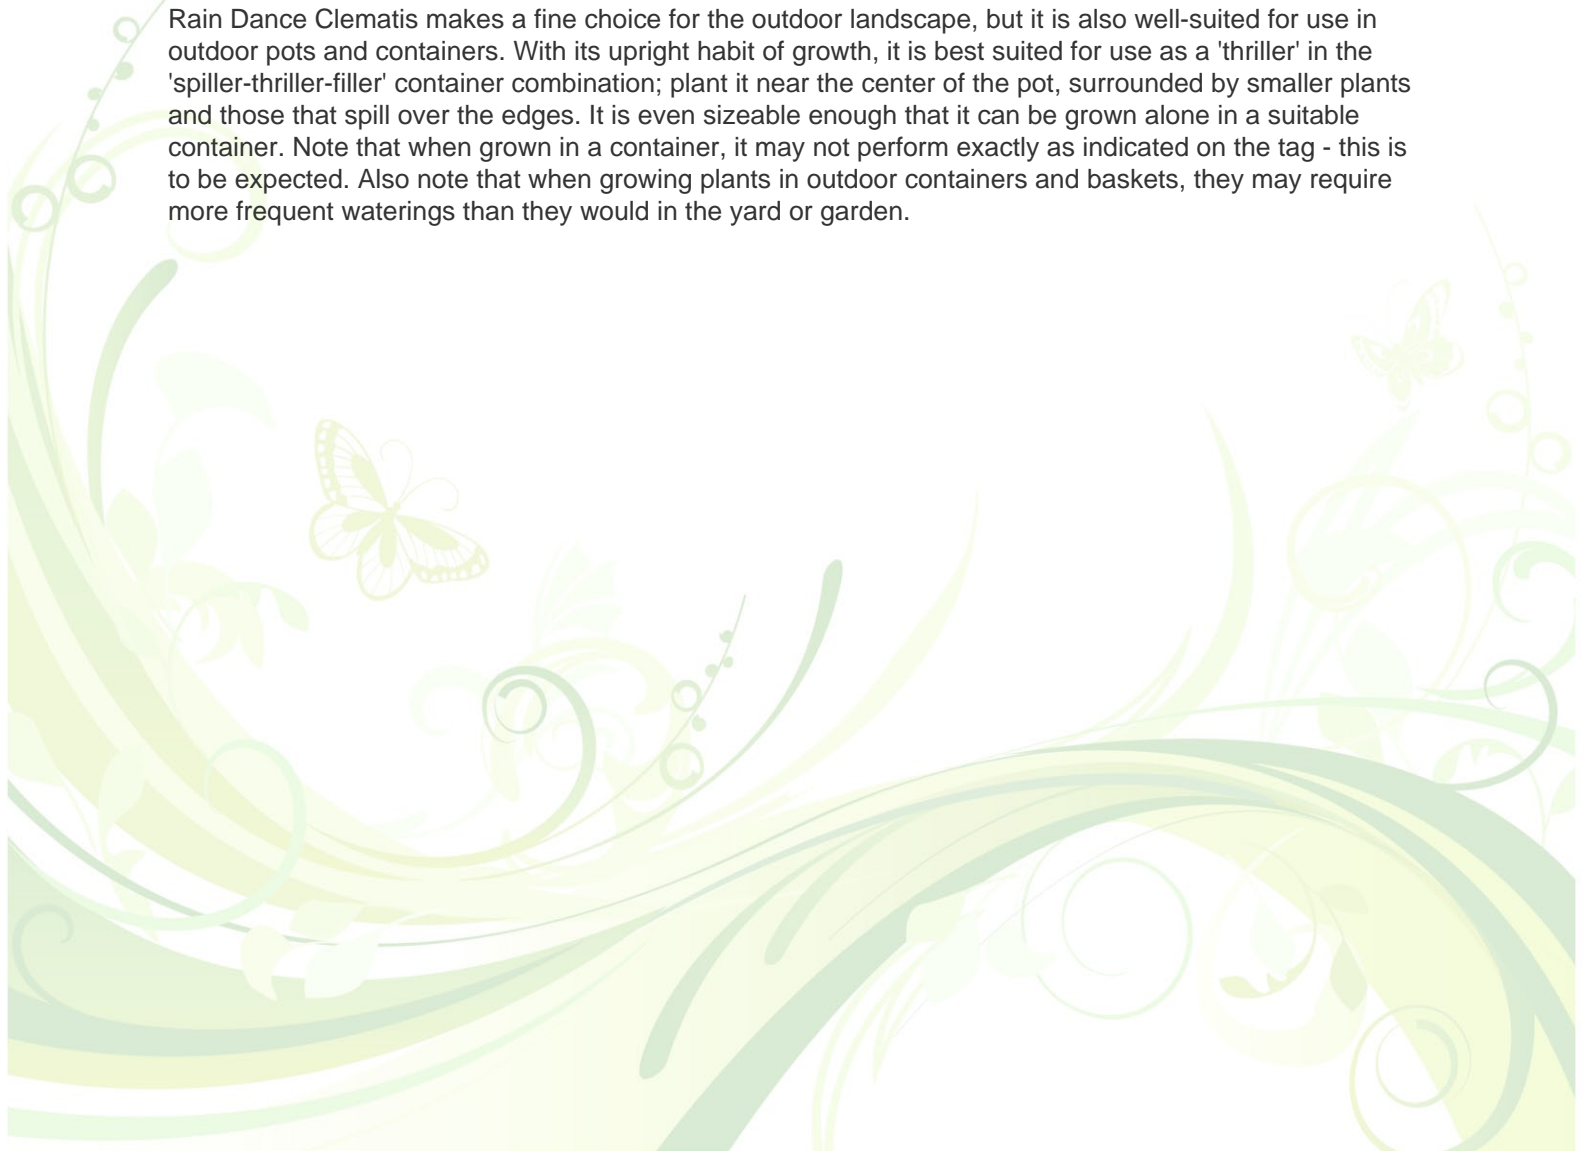 Rain Dance Clematis makes a fine choice for the outdoor landscape, but it is also well-suited for use in
outdoor pots and containers. With its upright habit of growth, it is best suited for use as a 'thriller' in the
'spiller-thriller-filler' container combination; plant it near the center of the pot, surrounded by smaller plants
and those that spill over the edges. It is even sizeable enough that it can be grown alone in a suitable
container. Note that when grown in a container, it may not perform exactly as indicated on the tag - this is
to be expected. Also note that when growing plants in outdoor containers and baskets, they may require
more frequent waterings than they would in the yard or garden.